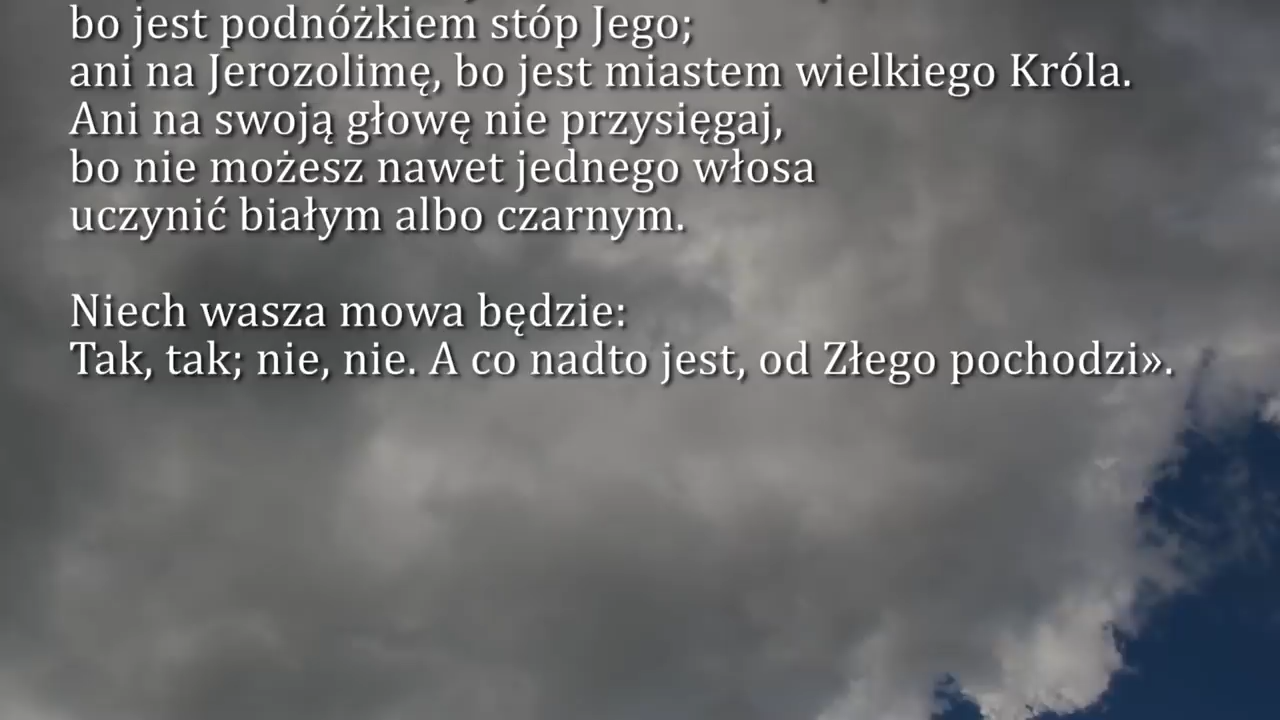 bo jest podnóżkiem stóp Jego;
ani na Jerozolimę, bo jest miastem wielkiego Króla.
Ani na swoją głowę nie przysięgaj,
bo nie możesz nawet jednego włosa
uczynić białym albo czarnym.
Niech wasza mowa będzie:
Tak, tak; nie, nie. A co nadto jest, od Złego pochodzi».